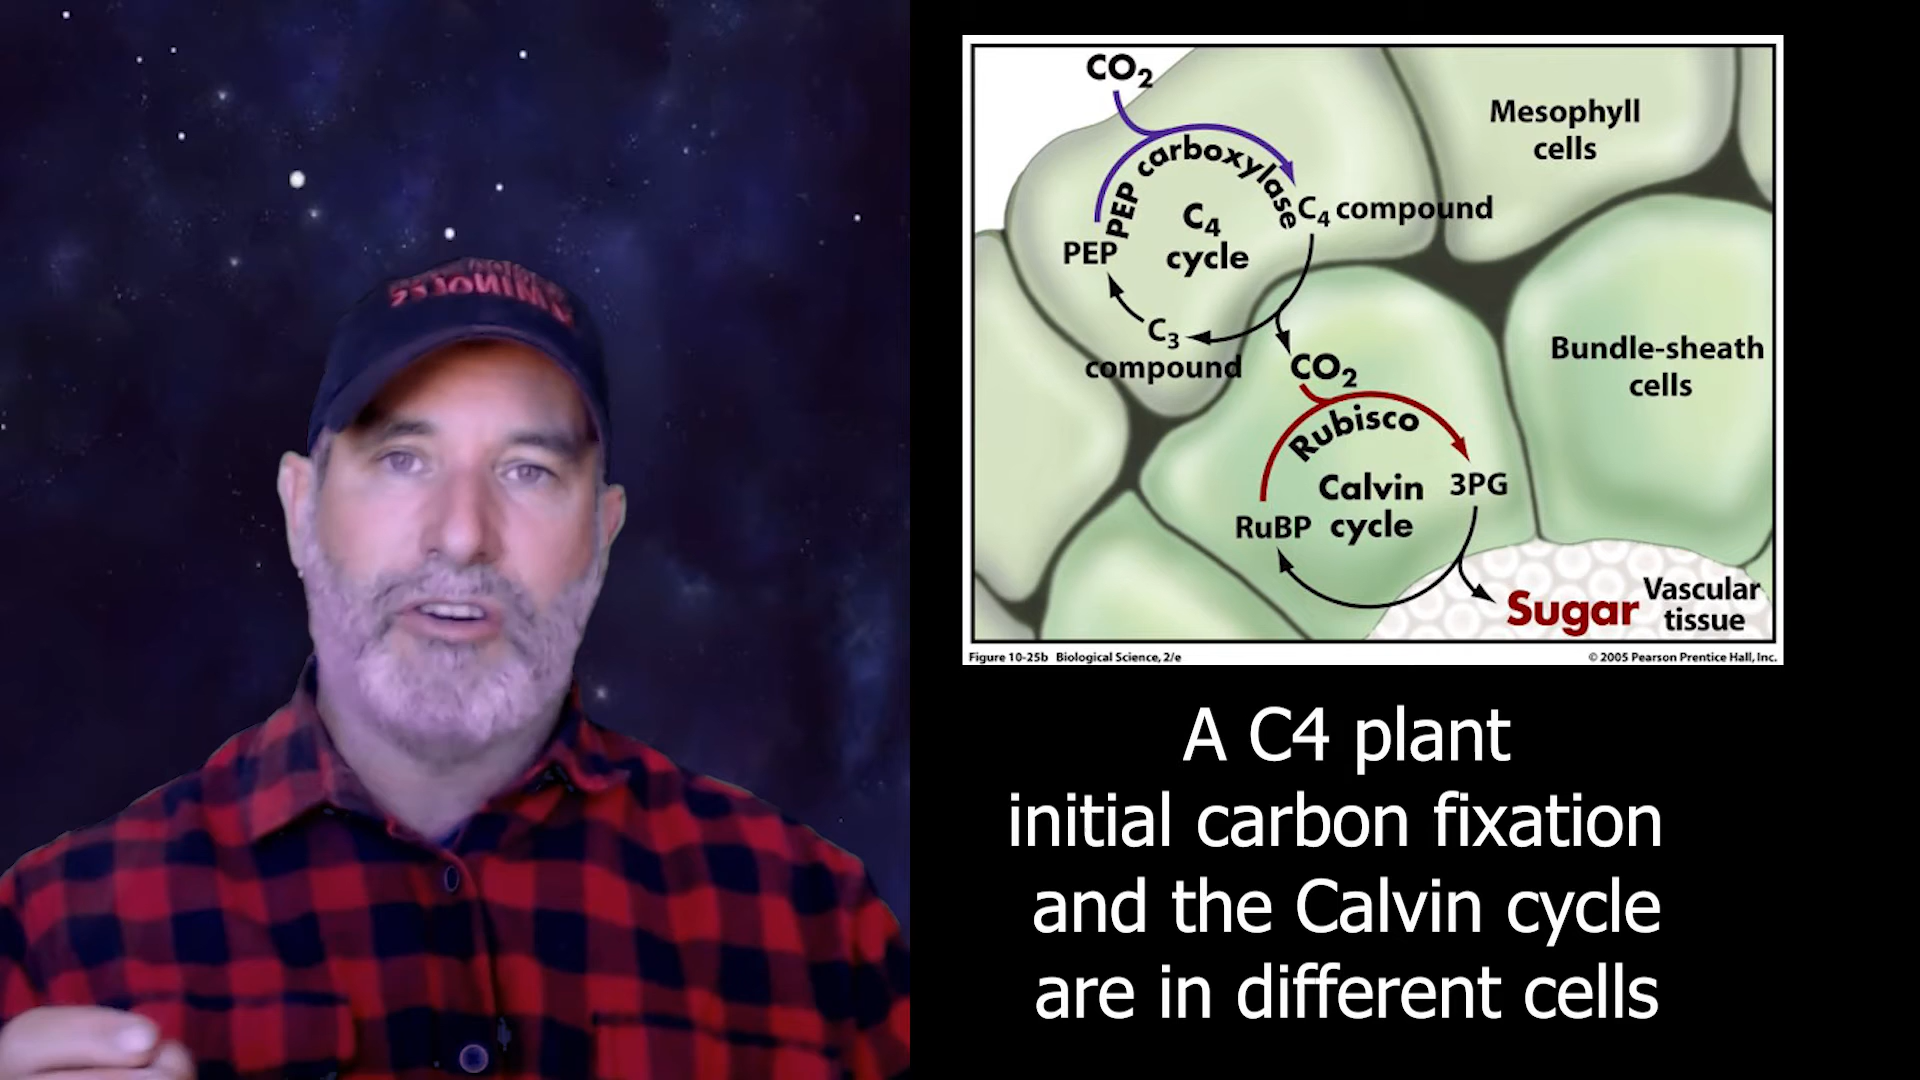 CO2
Mesophyll
cells
PEP carboxylase
C4
cycle
C4 compound
PEP
C3
compound
CO2
Bundle-sheath
cells
Rubisco
Calvin
cycle
3PG
RuBP
Sugar
Vascular
tissue
Figure 10-25b Biological Science, 2/e
© 2005 Pearson Prentice Hall, Inc.
A C4 plant
initial carbon fixation
and the Calvin cycle
are in different cells